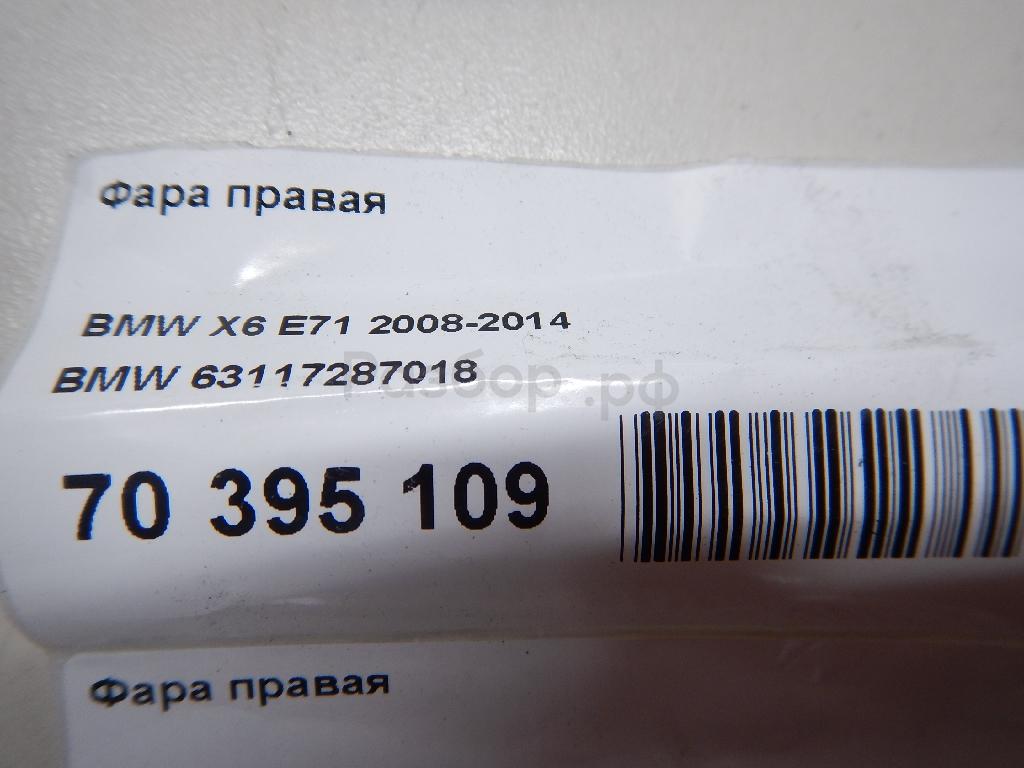 Фара правая
BMW X6 E71 2008-2014
BMW 63117287018
Разбор.рф
70 395 109
Фара правая